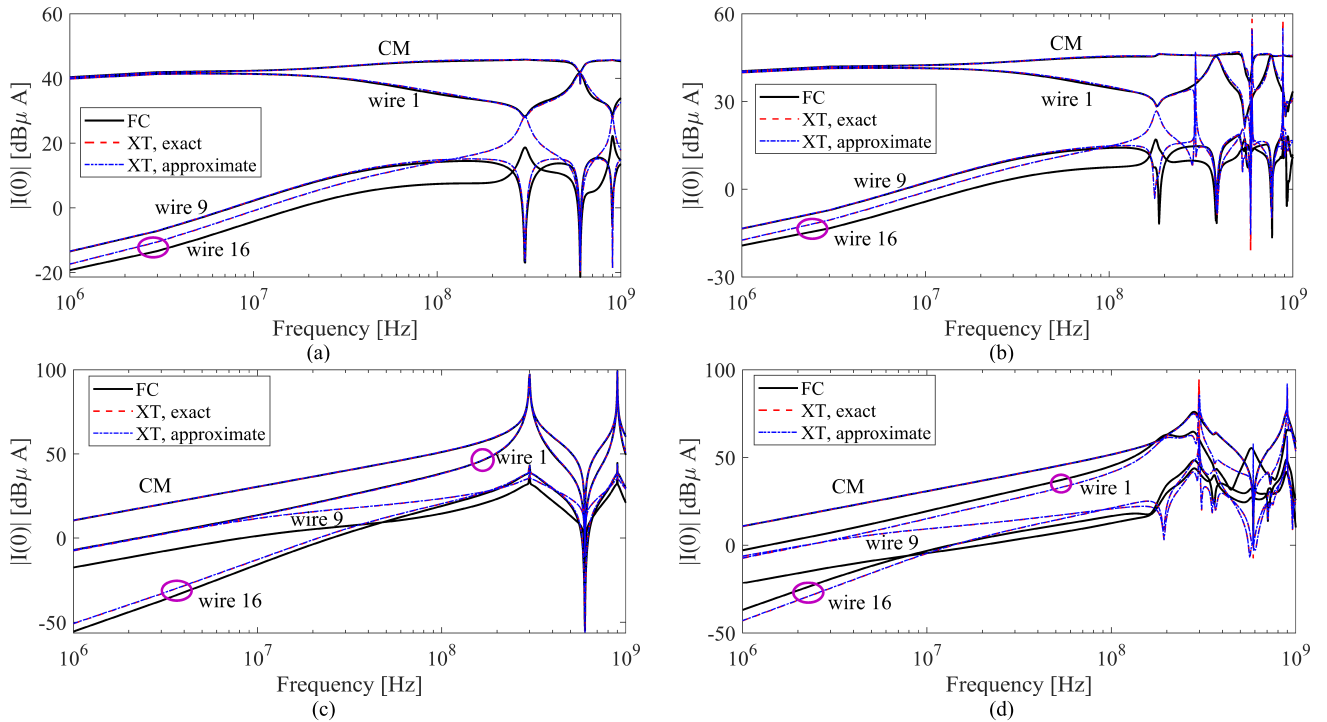 60
40
20
0
-20
|I(0)| [dBμ A]
CM
wire 1
FC
XT, exact
XT, approximate
wire 9
wire 16
10^6
10^7
10^8
10^9
Frequency [Hz]
(a)
60
30
0
-30
|I(0)| [dBμ A]
CM
wire 1
FC
XT, exact
XT, approximate
wire 9
wire 16
10^6
10^7
10^8
10^9
Frequency [Hz]
(b)
100
50
0
-50
|I(0)| [dBμ A]
FC
XT, exact
XT, approximate
wire 1
CM
wire 9
wire 16
10^6
10^7
10^8
10^9
Frequency [Hz]
(c)
100
50
0
-50
|I(0)| [dBμ A]
FC
XT, exact
XT, approximate
CM
wire 1
wire 9
wire 16
10^6
10^7
10^8
10^9
Frequency [Hz]
(d)